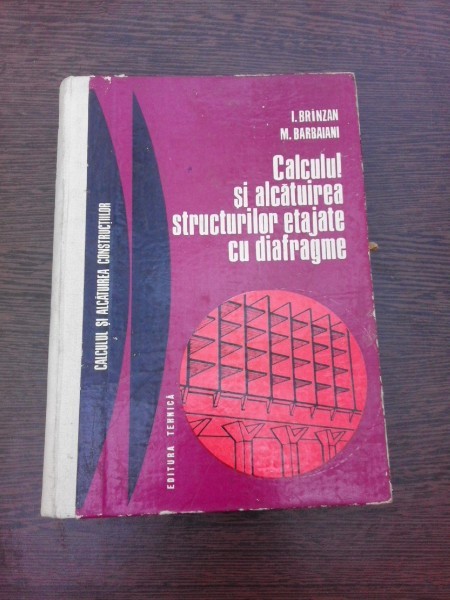 I. BRÎNZAN
M. BARBAIANI
Calculul
și alcătuirea
structurilor etajate
cu diafragme
CALCULUL ȘI ALCĂTUIREA CONSTRUCȚIILOR
EDITURA TEHNICĂ